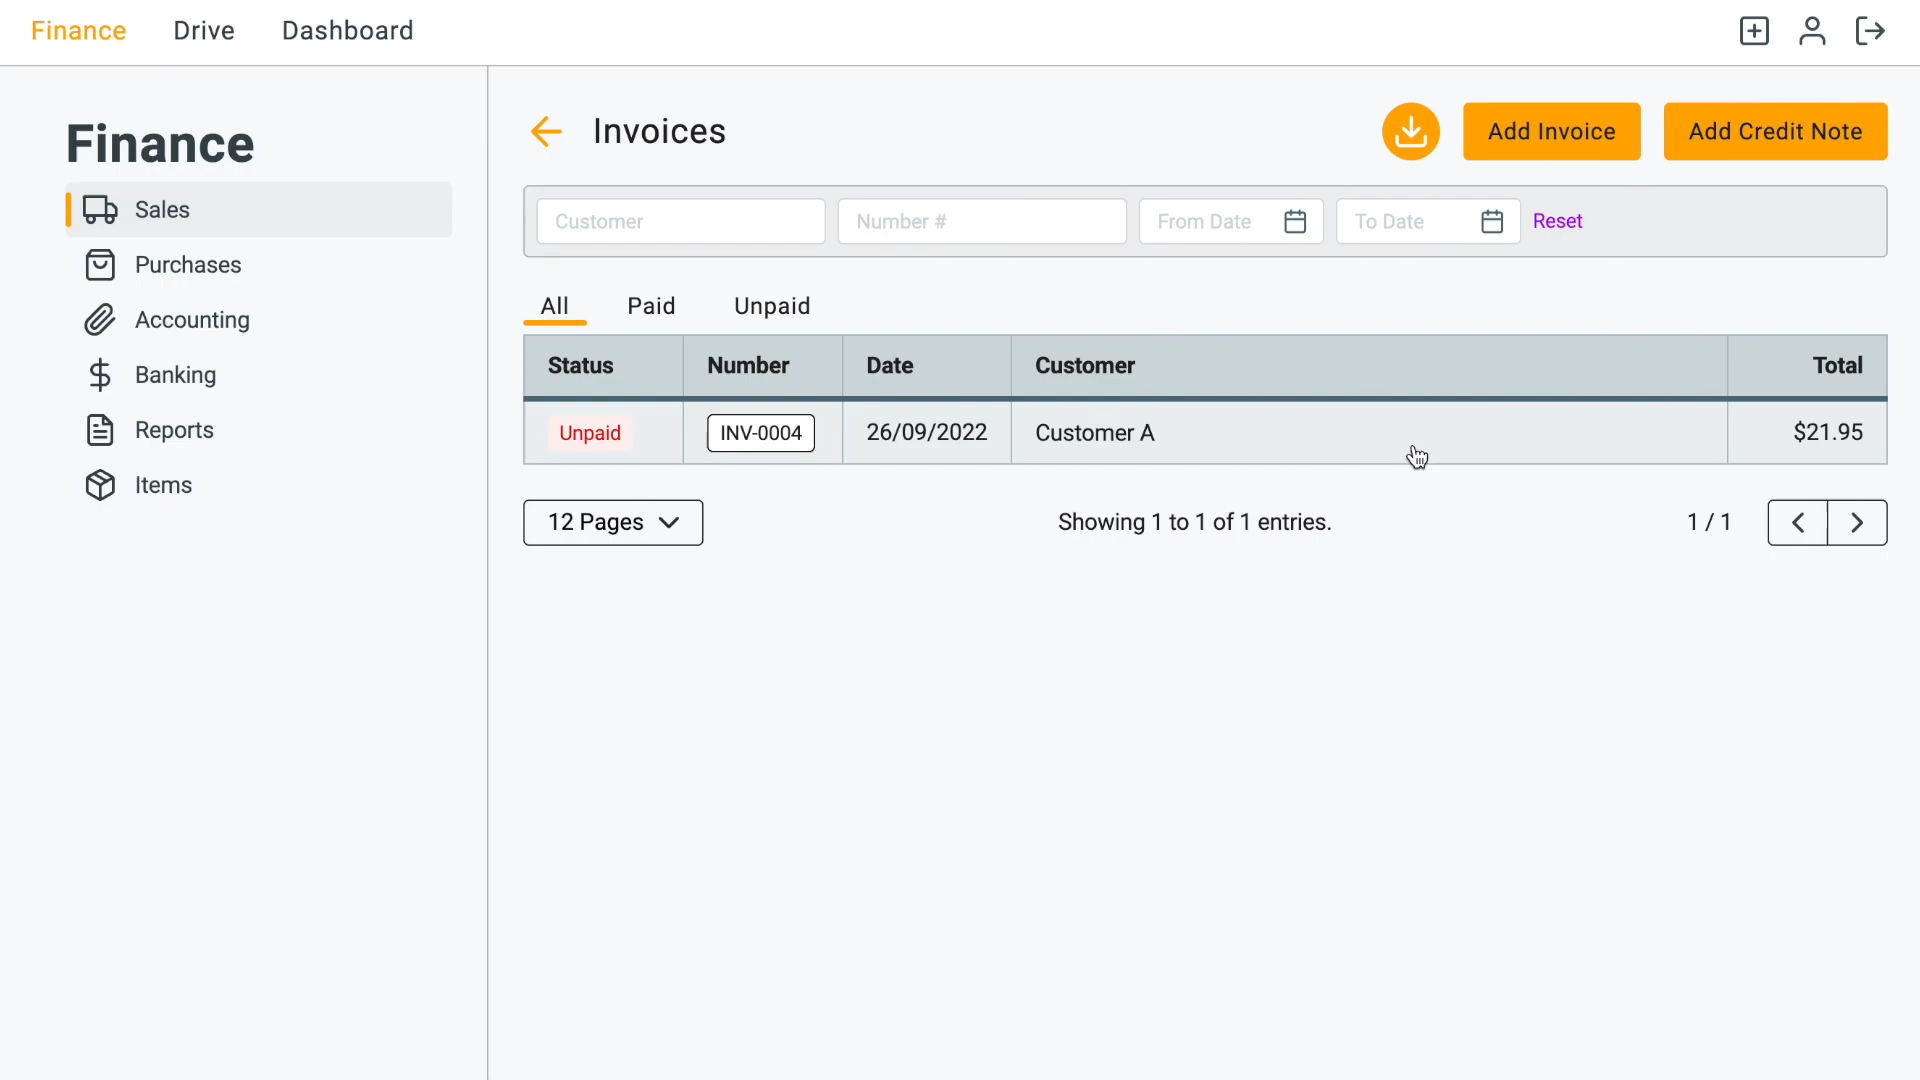 Finance Drive Dashboard
Finance
Sales
Purchases
Accounting
Banking
Reports
Items
Invoices
Add Invoice
Add Credit Note
Customer
Number #
From Date
To Date
Reset
All Paid Unpaid
Status Number Date Customer Total
Unpaid INV-0004 26/09/2022 Customer A $21.95
12 Pages
Showing 1 to 1 of 1 entries.
1 / 1